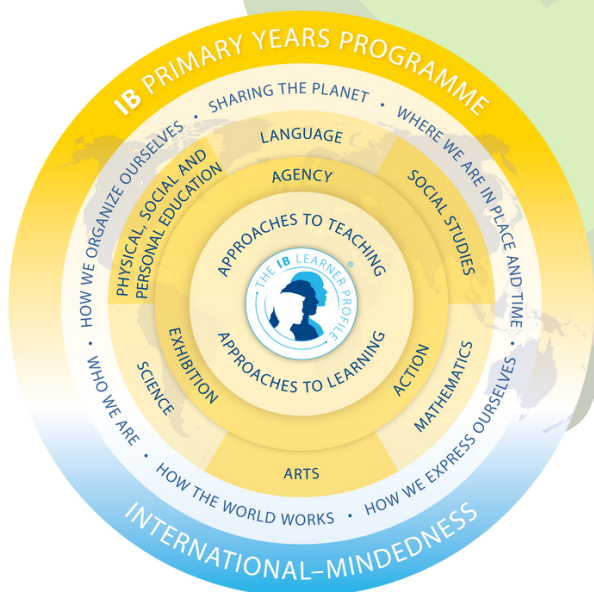 IB PRIMARY YEARS PROGRAMME
SHARING THE PLANET
•
WHERE WE ARE IN PLACE AND TIME
•
HOW WE EXPRESS OURSELVES
•
HOW THE WORLD WORKS
•
WHO WE ARE
•
HOW WE ORGANIZE OURSELVES
•
LANGUAGE
SOCIAL STUDIES
MATHEMATICS
ARTS
SCIENCE
PHYSICAL, SOCIAL AND
PERSONAL EDUCATION
AGENCY
ACTION
EXHIBITION
APPROACHES TO TEACHING
THE IB LEARNER PROFILE®
APPROACHES TO LEARNING
INTERNATIONAL–MINDEDNESS